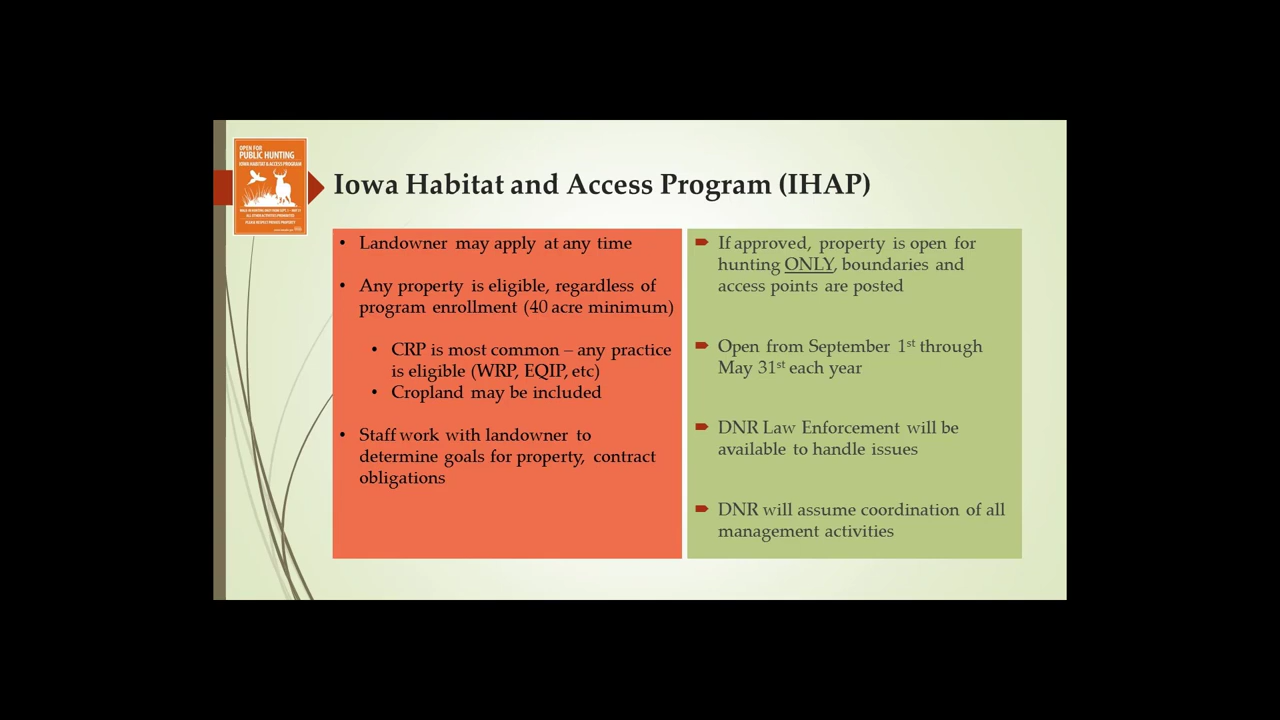 OPEN FOR
PUBLIC HUNTING
IOWA HABITAT & ACCESS PROGRAM
Iowa Habitat and Access Program (IHAP)
• Landowner may apply at any time
• Any property is eligible, regardless of
program enrollment (40 acre minimum)
• CRP is most common – any practice
is eligible (WRP, EQIP, etc)
• Cropland may be included
• Staff work with landowner to
determine goals for property, contract
obligations
If approved, property is open for
hunting ONLY, boundaries and
access points are posted
Open from September 1st through
May 31st each year
DNR Law Enforcement will be
available to handle issues
DNR will assume coordination of all
management activities